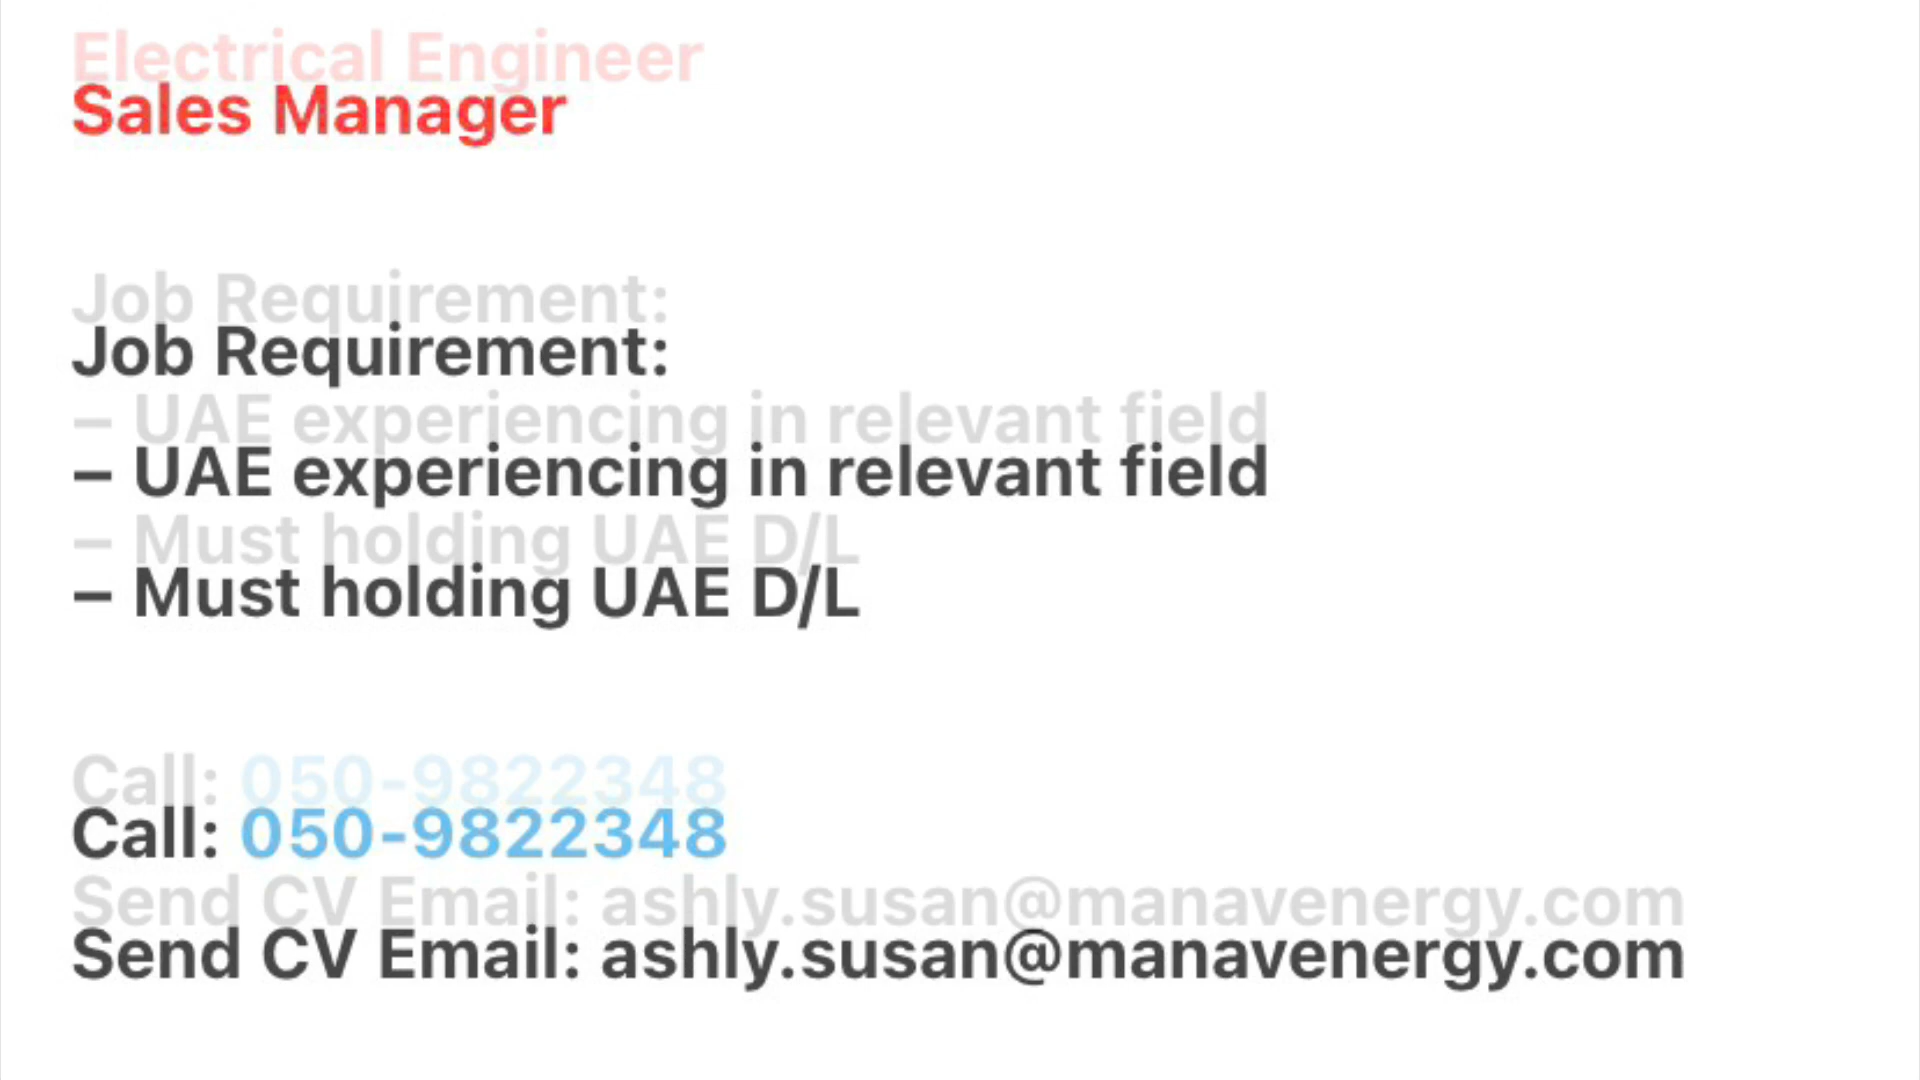 Electrical Engineer
Sales Manager
Job Requirement:
Job Requirement:
– UAE experiencing in relevant field
– UAE experiencing in relevant field
– Must holding UAE D/L
– Must holding UAE D/L
Call: 050-9822348
Call: 050-9822348
Send CV Email: ashly.susan@manavenergy.com
Send CV Email: ashly.susan@manavenergy.com